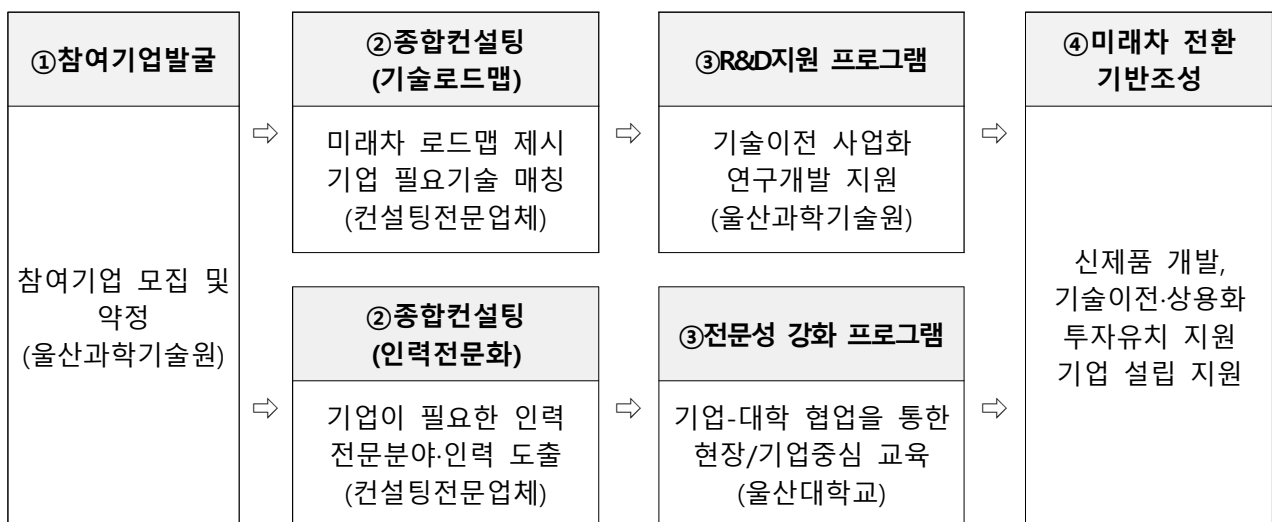 ①참여기업발굴
참여기업 모집 및
약정
(울산과학기술원)
⇨
②종합컨설팅
(기술로드맵)
미래차 로드맵 제시
기업 필요기술 매칭
(컨설팅전문업체)
⇨
③R&D지원 프로그램
기술이전 사업화
연구개발 지원
(울산과학기술원)
⇨
⇨
②종합컨설팅
(인력전문화)
기업이 필요한 인력
전문분야·인력 도출
(컨설팅전문업체)
⇨
③전문성 강화 프로그램
기업-대학 협업을 통한
현장/기업중심 교육
(울산대학교)
⇨
④미래차 전환
기반조성
신제품 개발,
기술이전·상용화
투자유치 지원
기업 설립 지원